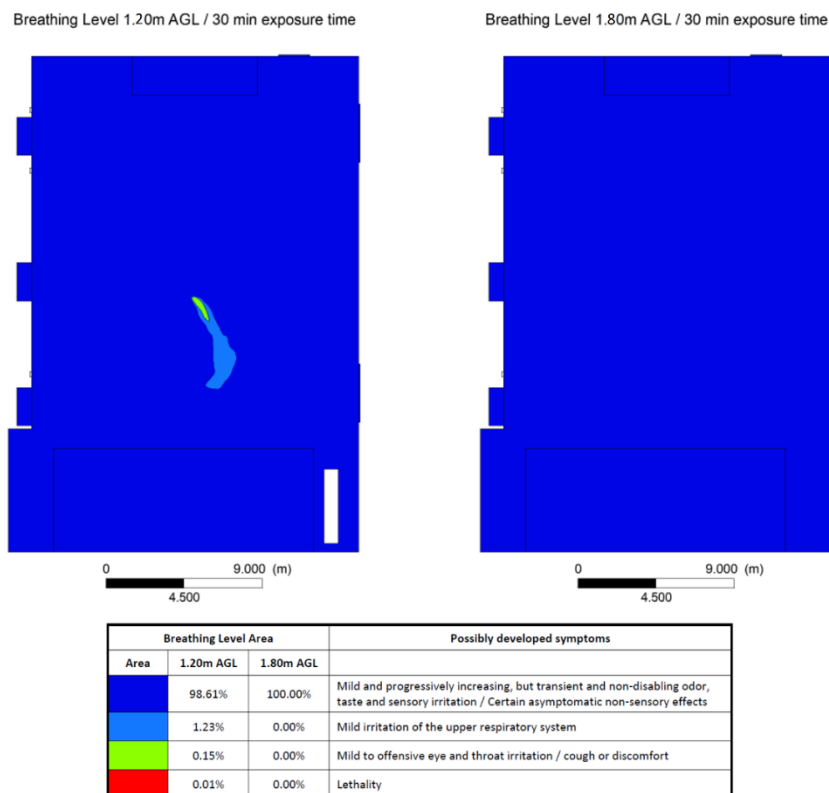 Breathing Level 1.20m AGL / 30 min exposure time
Breathing Level 1.80m AGL / 30 min exposure time
0 9.000 (m)
4.500
0 9.000 (m)
4.500
Breathing Level Area Possibly developed symptoms
Area 1.20m AGL 1.80m AGL
98.61% 100.00% Mild and progressively increasing, but transient and non-disabling odor,
taste and sensory irritation / Certain asymptomatic non-sensory effects
1.23% 0.00% Mild irritation of the upper respiratory system
0.15% 0.00% Mild to offensive eye and throat irritation / cough or discomfort
0.01% 0.00% Lethality